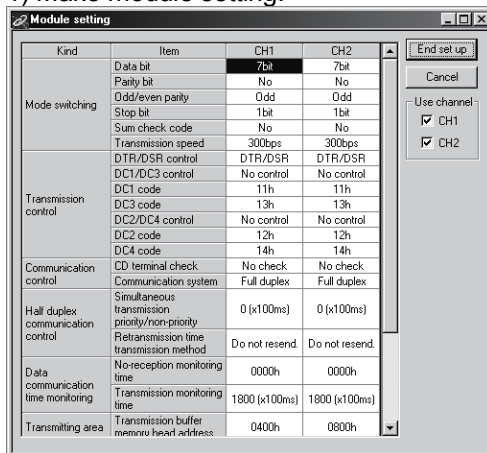 1) Make module setting.
Module setting
Kind Item CH1 CH2
Mode switching
Data bit 7bit 7bit
Parity bit No No
Odd/even parity Odd Odd
Stop bit 1bit 1bit
Sum check code No No
Transmission speed 300bps 300bps
Transmission control
DTR/DSR control DTR/DSR DTR/DSR
DC1/DC3 control No control No control
DC1 code 11h 11h
DC3 code 13h 13h
DC2/DC4 control No control No control
DC2 code 12h 12h
DC4 code 14h 14h
Communication control
CD terminal check No check No check
Communication system Full duplex Full duplex
Half duplex communication control
Simultaneous transmission priority/non-priority 0 (x100ms) 0 (x100ms)
Retransmission time transmission method Do not resend. Do not resend.
Data communication time monitoring
No-reception monitoring time 0000h 0000h
Transmission monitoring time 1800 (x100ms) 1800 (x100ms)
Transmitting area
Transmission buffer memory head address 0400h 0800h
End set up
Cancel
Use channel
CH1
CH2